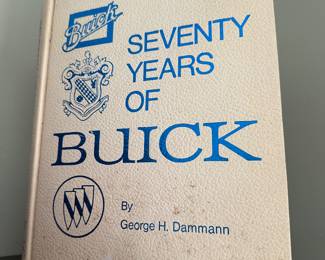 Buick
SEVENTY
YEARS
OF
BUICK
By
George H. Dammann